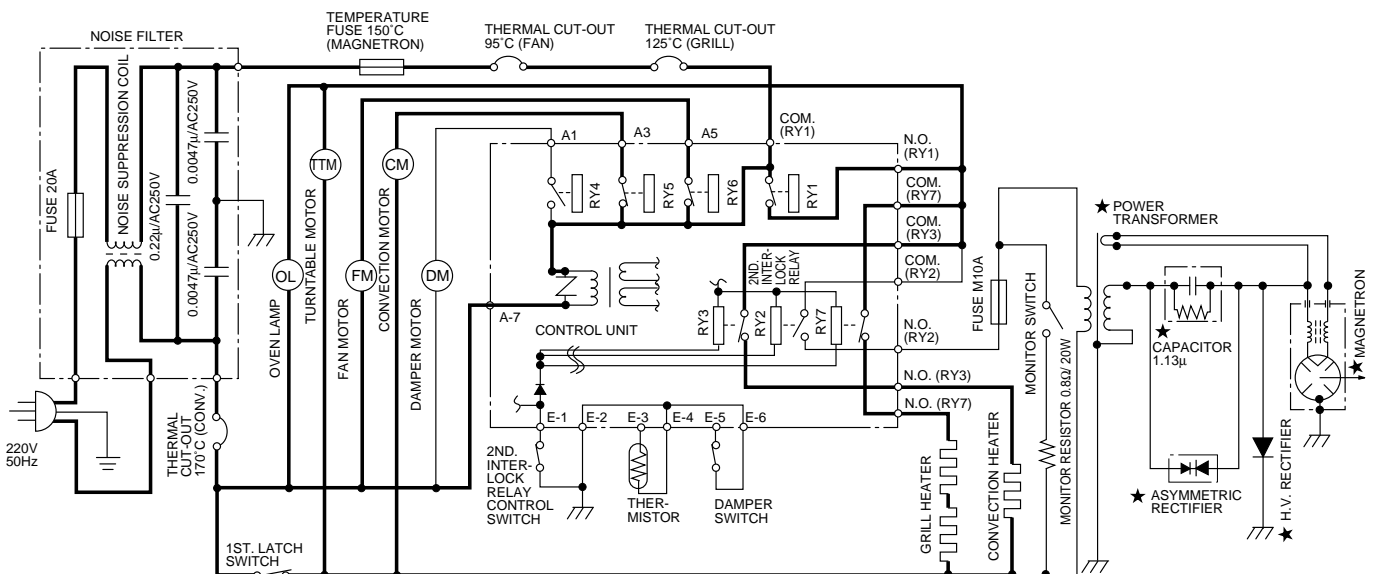 NOISE FILTER
TEMPERATURE
FUSE 150˚C
(MAGNETRON)
THERMAL CUT-OUT
95˚C (FAN)
THERMAL CUT-OUT
125˚C (GRILL)
FUSE 20A
NOISE SUPPRESSION COIL
0.22µ/AC250V
0.0047µ/AC250V
0.0047µ/AC250V
220V
50Hz
THERMAL
CUT-OUT
170˚C (CONV.)
OL
OVEN LAMP
TTM
TURNTABLE MOTOR
FM
FAN MOTOR
CM
CONVECTION MOTOR
DM
DAMPER MOTOR
A1
A3
A5
COM.
(RY1)
RY4
RY5
RY6
RY1
N.O.
(RY1)
COM.
(RY7)
COM.
(RY3)
COM.
(RY2)
N.O.
(RY2)
N.O. (RY3)
N.O. (RY7)
A-7
CONTROL UNIT
RY3
2ND.
INTER-
LOCK
RELAY
RY2
RY7
E-1
E-2
E-3
E-4
E-5
E-6
2ND.
INTER-
LOCK
RELAY
CONTROL
SWITCH
THER-
MISTOR
DAMPER
SWITCH
1ST. LATCH
SWITCH
GRILL HEATER
CONVECTION HEATER
FUSE M10A
MONITOR SWITCH
MONITOR RESISTOR 0.8Ω/ 20W
★ POWER
TRANSFORMER
★
CAPACITOR
1.13µ
★ ASYMMETRIC
RECTIFIER
★ H.V. RECTIFIER
★ MAGNETRON